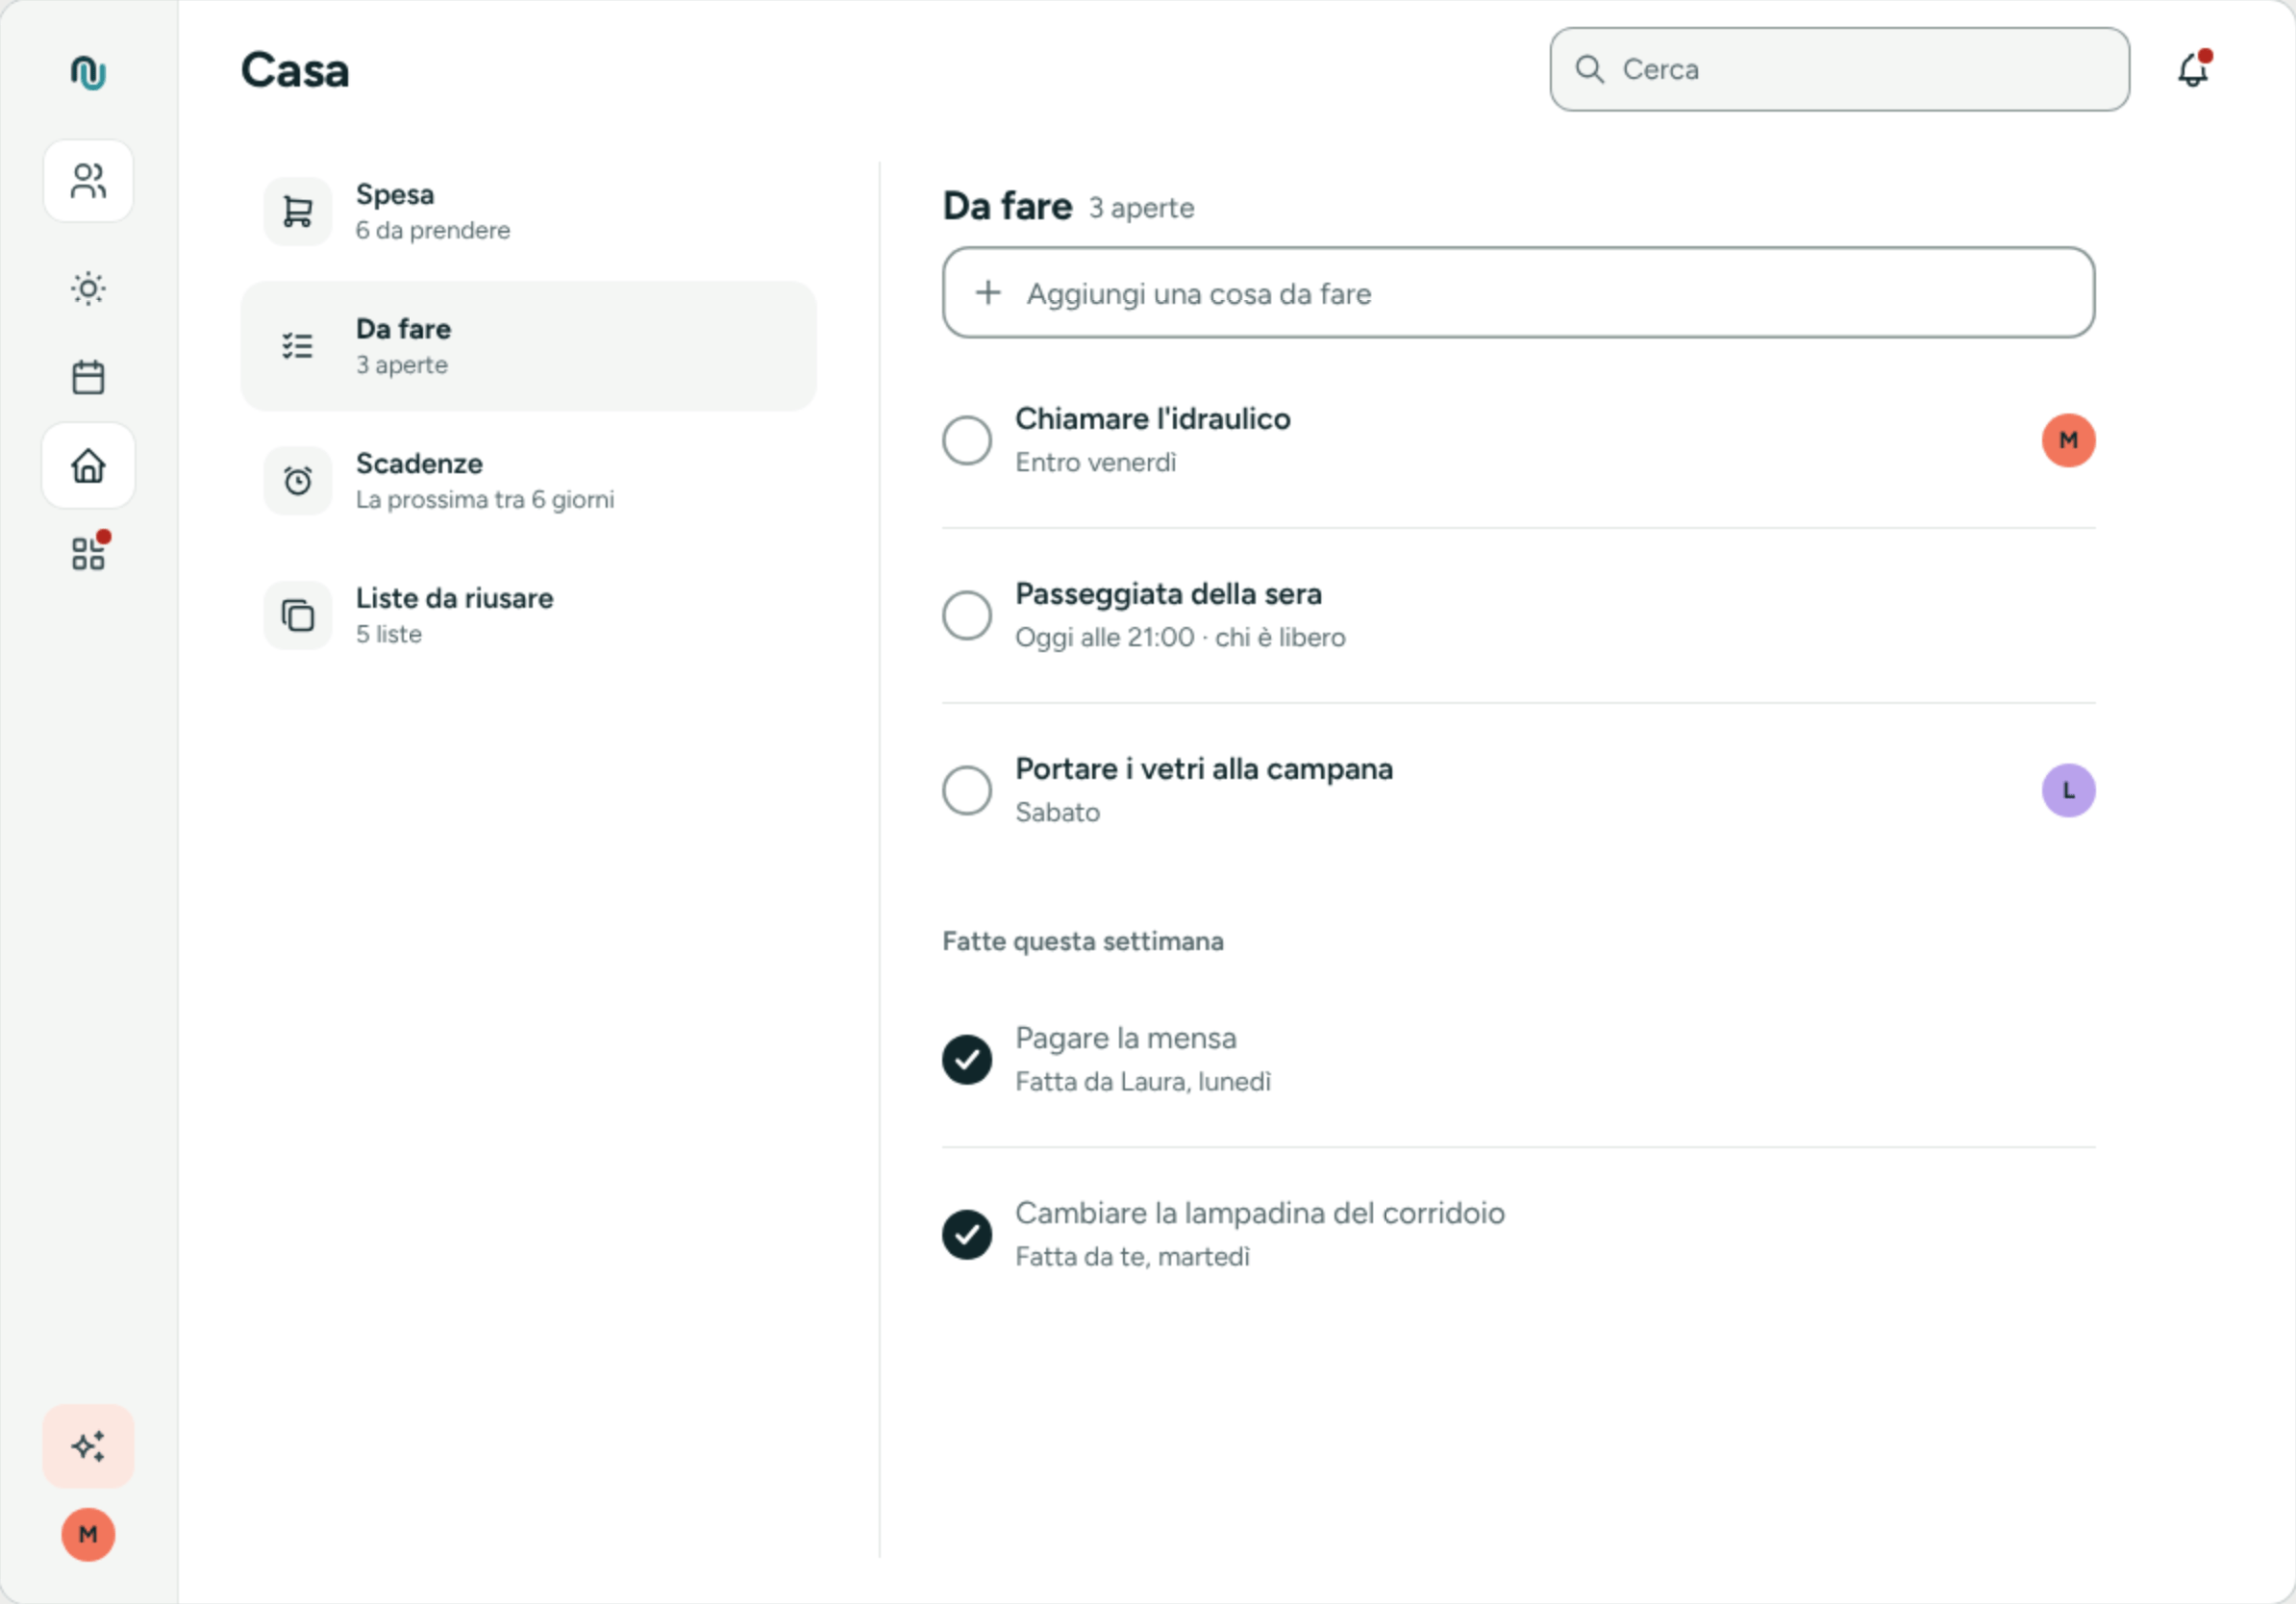 Casa
Cerca
Spesa
6 da prendere
Da fare
3 aperte
Scadenze
La prossima tra 6 giorni
Liste da riusare
5 liste
Da fare 3 aperte
Aggiungi una cosa da fare
Chiamare l'idraulico
Entro venerdì
M
Passeggiata della sera
Oggi alle 21:00 · chi è libero
Portare i vetri alla campana
Sabato
L
Fatte questa settimana
Pagare la mensa
Fatta da Laura, lunedì
Cambiare la lampadina del corridoio
Fatta da te, martedì
M